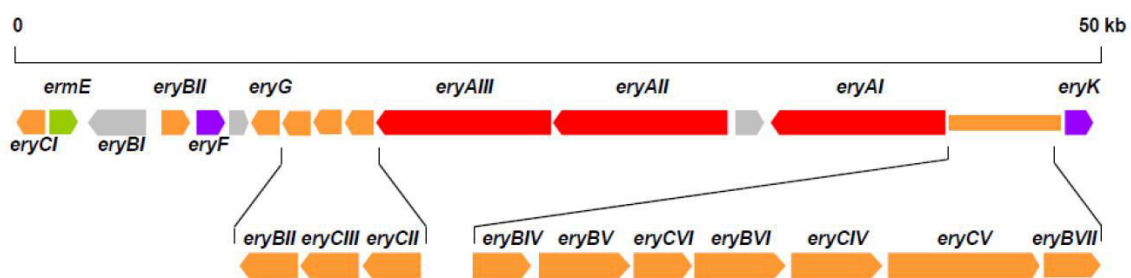 0 50 kb
ermE eryBII eryG eryAIII eryAII eryAI eryK
eryCI eryBI eryF
eryBII eryCIII eryCII eryBIV eryBV eryCVI eryBVI eryCIV eryCV eryBVII